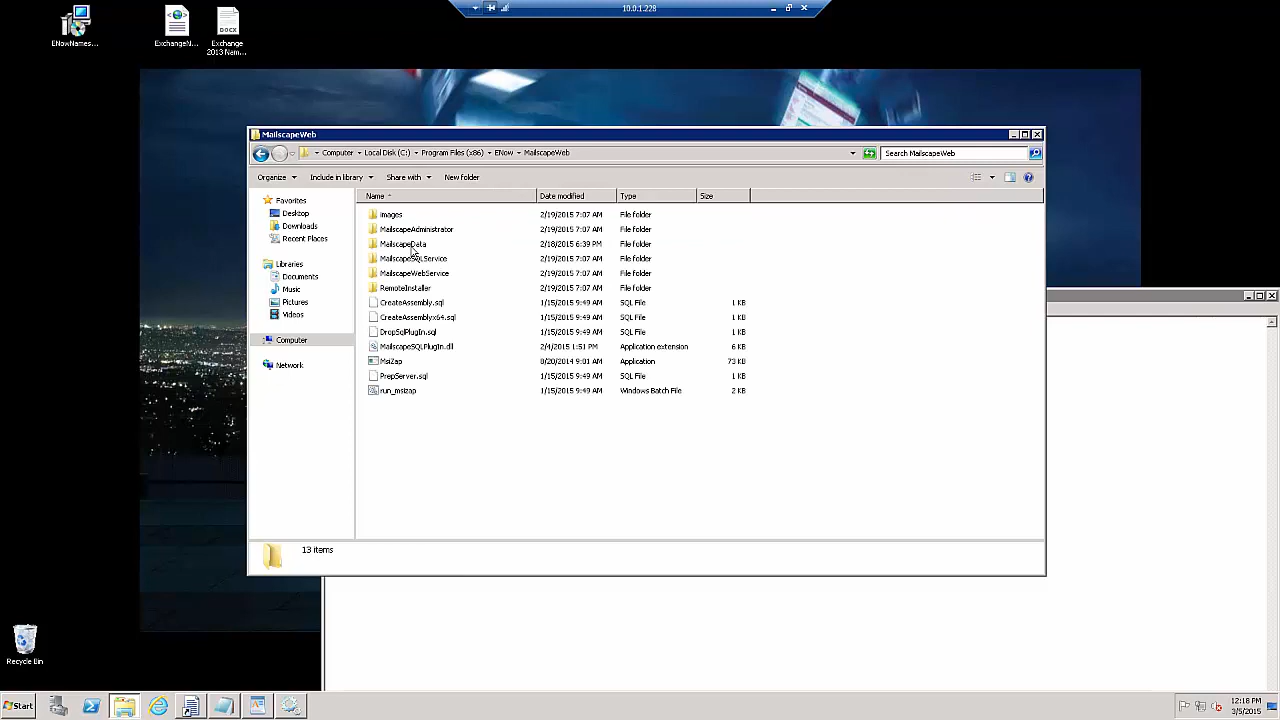 10.0.1.228
ENowNames...
ExchangeN...
Exchange
2013 Nam...
MailscapeWeb
Computer Local Disk (C:) Program Files (x86) ENow MailscapeWeb
Search MailscapeWeb
Organize Include in library Share with New folder
Name Date modified Type Size
Favorites
Desktop
Downloads
Recent Places
Libraries
Documents
Music
Pictures
Videos
Computer
Network
images 2/19/2015 7:07 AM File folder
MailscapeAdministrator 2/19/2015 7:07 AM File folder
MailscapeData 2/18/2015 6:39 PM File folder
MailscapeSQLService 2/19/2015 7:07 AM File folder
MailscapeWebService 2/19/2015 7:07 AM File folder
RemoteInstaller 2/19/2015 7:07 AM File folder
CreateAssembly.sql 1/15/2015 9:49 AM SQL File 1 KB
CreateAssemblyx64.sql 1/15/2015 9:49 AM SQL File 1 KB
DropSqlPlugIn.sql 1/15/2015 9:49 AM SQL File 1 KB
MailscapeSQLPlugIn.dll 2/4/2015 1:51 PM Application extension 6 KB
MsiZap 8/20/2014 9:01 AM Application 73 KB
PrepServer.sql 1/15/2015 9:49 AM SQL File 1 KB
run_msizap 1/15/2015 9:49 AM Windows Batch File 2 KB
13 items
Recycle Bin
Start
12:18 PM
3/5/2015